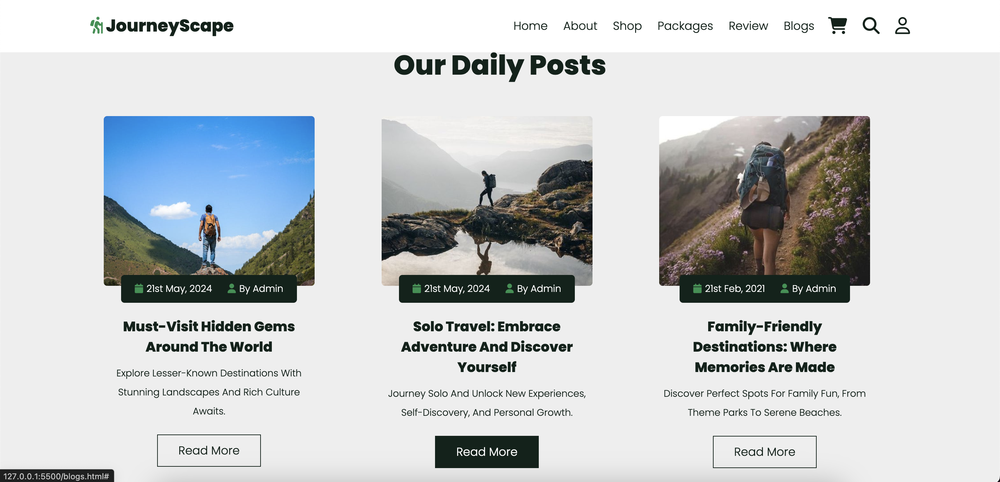 JourneyScape
Home About Shop Packages Review Blogs
Our Daily Posts
21st May, 2024 By Admin
Must-Visit Hidden Gems
Around The World
Explore Lesser-Known Destinations With
Stunning Landscapes And Rich Culture
Awaits.
Read More
21st May, 2024 By Admin
Solo Travel: Embrace
Adventure And Discover
Yourself
Journey Solo And Unlock New Experiences,
Self-Discovery, And Personal Growth.
Read More
21st Feb, 2021 By Admin
Family-Friendly
Destinations: Where
Memories Are Made
Discover Perfect Spots For Family Fun, From
Theme Parks To Serene Beaches.
Read More
127.0.0.1:5500/blogs.html#